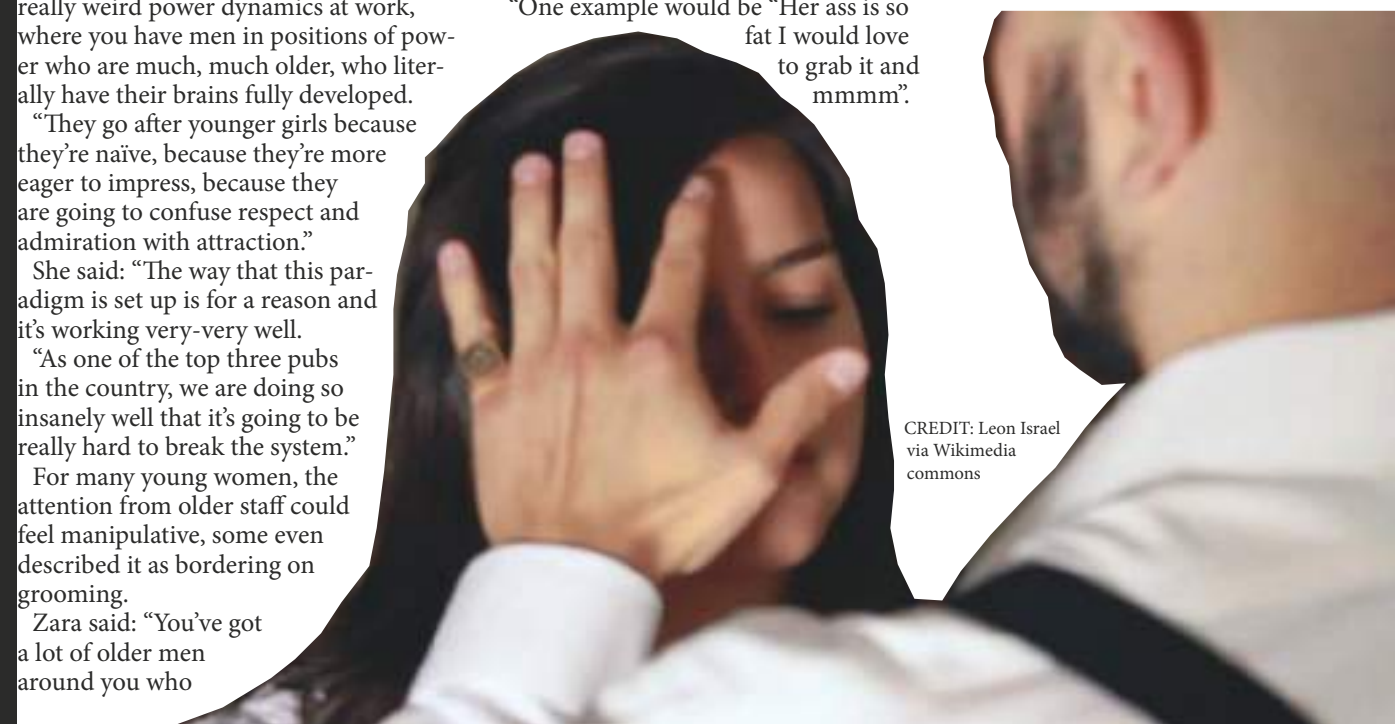 really weird power dynamics at work,
where you have men in positions of pow-
er who are much, much older, who liter-
ally have their brains fully developed.
“They go after younger girls because
they’re naïve, because they’re more
eager to impress, because they
are going to confuse respect and
admiration with attraction.”
She said: “The way that this par-
adigm is set up is for a reason and
it’s working very-very well.
“As one of the top three pubs
in the country, we are doing so
insanely well that it’s going to be
really hard to break the system.”
For many young women, the
attention from older staff could
feel manipulative, some even
described it as bordering on
grooming.
Zara said: “You’ve got
a lot of older men
around you who
“One example would be “Her ass is so
fat I would love
to grab it and
mmmm”.
CREDIT: Leon Israel
via Wikimedia
commons